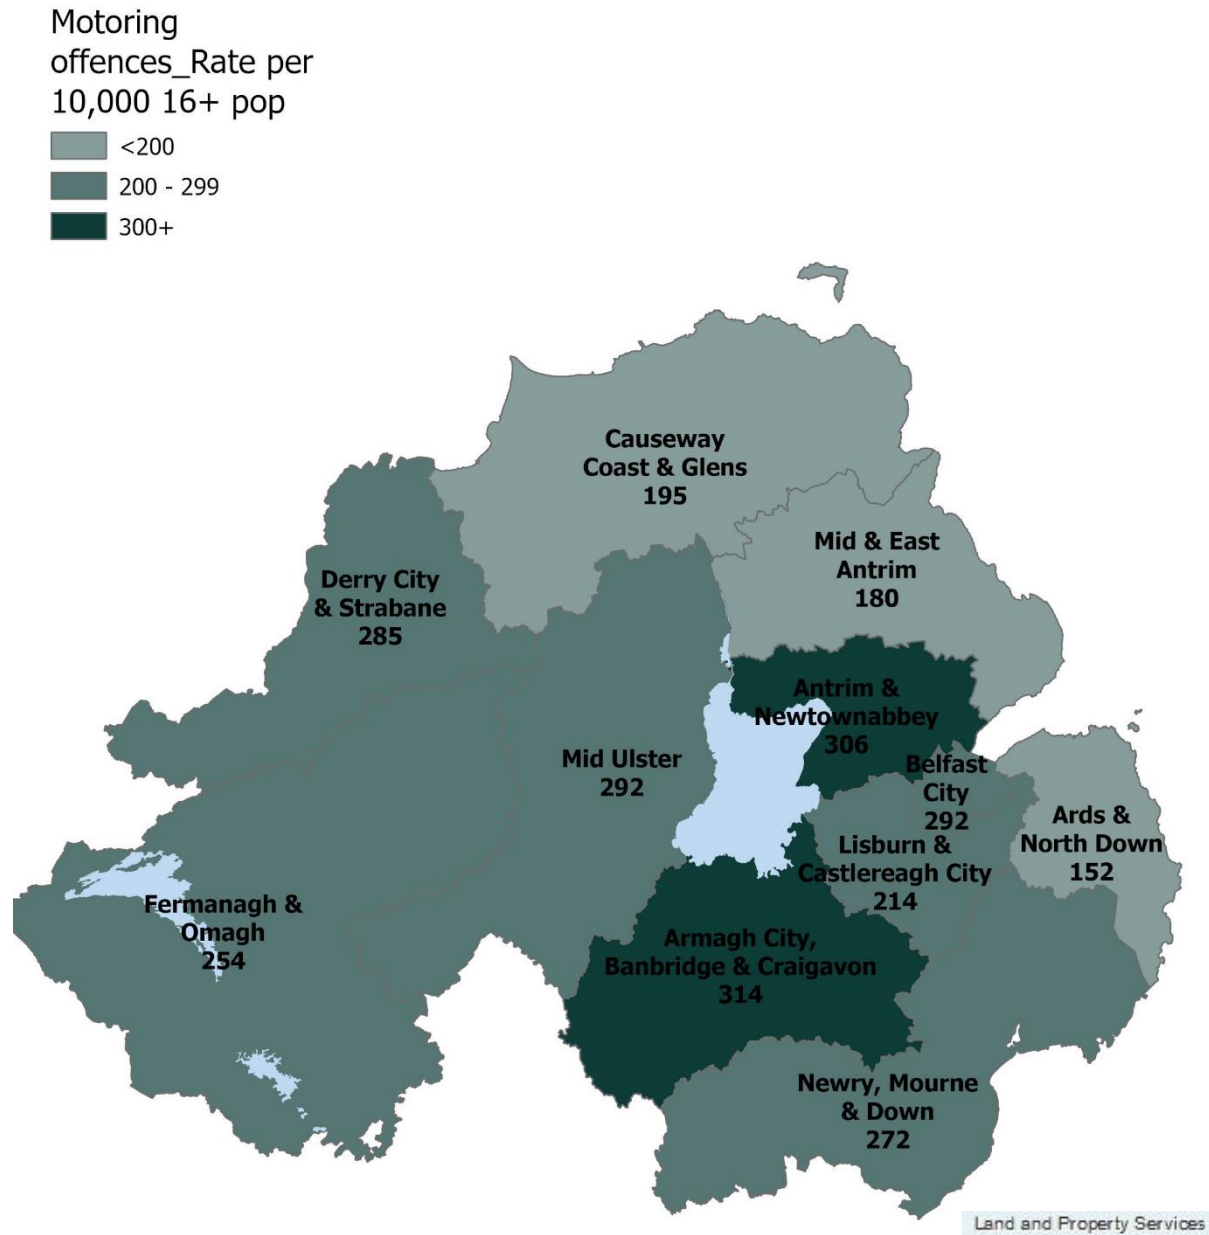 Motoring
offences_Rate per
10,000 16+ pop
<200
200 - 299
300+
Causeway
Coast & Glens
195
Mid & East
Antrim
180
Derry City
& Strabane
285
Antrim &
Newtownabbey
306
Mid Ulster
292
Belfast
City
292
Ards &
North Down
152
Lisburn &
Castlereagh City
214
Fermanagh &
Omagh
254
Armagh City,
Banbridge & Craigavon
314
Newry, Mourne
& Down
272
Land and Property Services